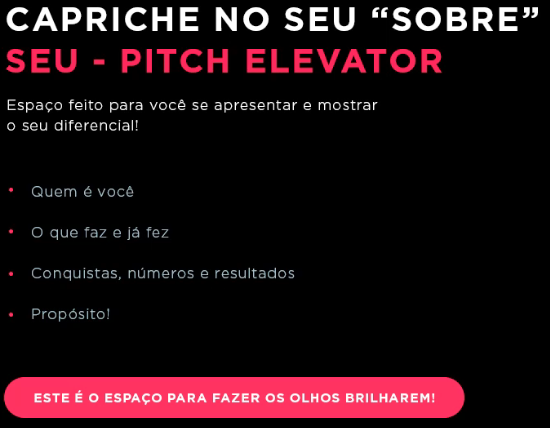 CAPRICHE NO SEU “SOBRE”
SEU - PITCH ELEVATOR
Espaço feito para você se apresentar e mostrar
o seu diferencial!
• Quem é você
• O que faz e já fez
• Conquistas, números e resultados
• Propósito!
ESTE É O ESPAÇO PARA FAZER OS OLHOS BRILHAREM!